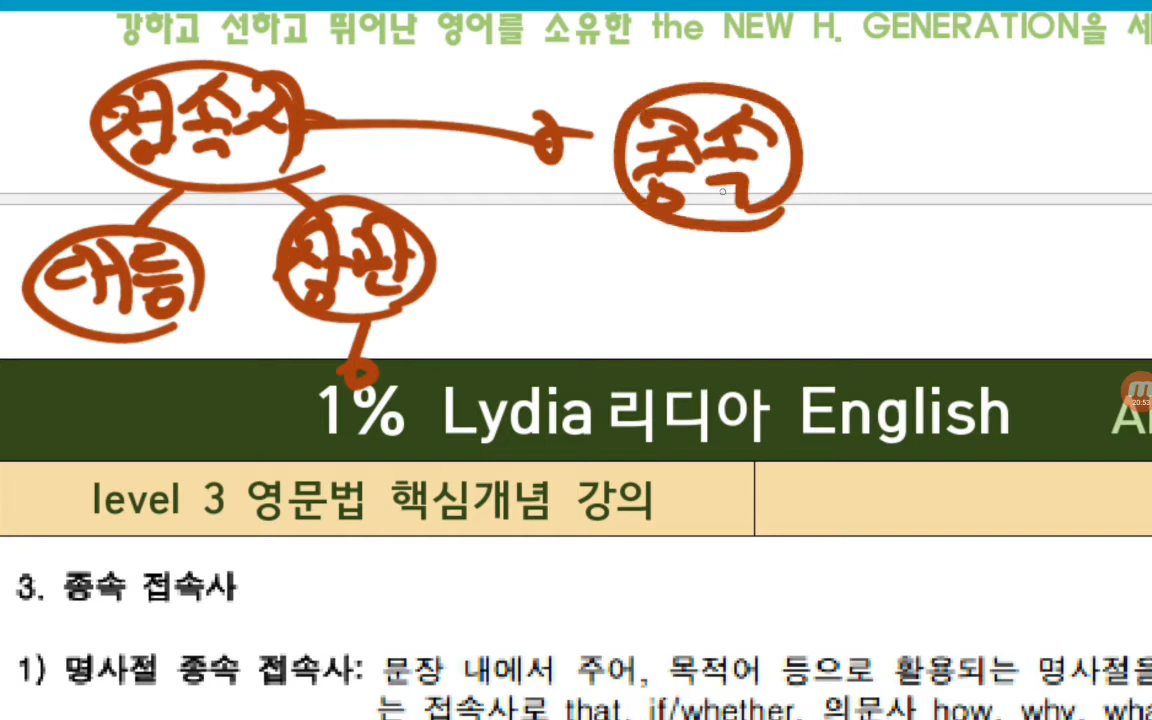 강하고 선하고 뛰어난 영어를 소유한 the NEW H. GENERATION을 세
접속사 종속
대등 상관
1% Lydia 리디아 English
level 3 영문법 핵심개념 강의
3. 종속 접속사
1) 명사절 종속 접속사: 문장 내에서 주어, 목적어 등으로 활용되는 명사절을
는 접속사로 that, if/whether, 의문사 how, why, wha
20:53